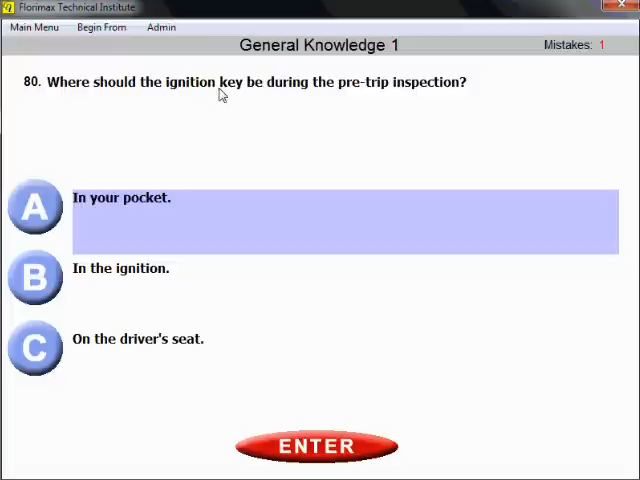 Florimax Technical Institute
Main Menu Begin From Admin
General Knowledge 1 Mistakes: 1
80. Where should the ignition key be during the pre-trip inspection?
A In your pocket.
B In the ignition.
C On the driver's seat.
ENTER